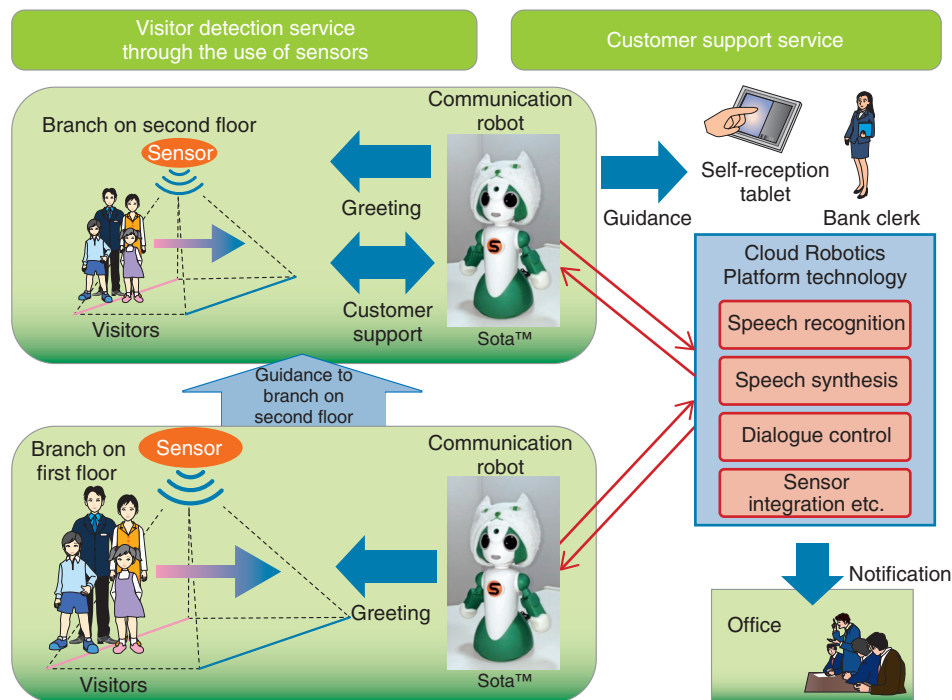 Visitor detection service
through the use of sensors
Customer support service
Branch on second floor
Sensor
Visitors
Greeting
Customer
support
Communication
robot
S
Sota™
Guidance
Self-reception
tablet
Bank clerk
Guidance to
branch on
second floor
Branch on
first floor
Sensor
Visitors
Greeting
Communication
robot
S
Sota™
Cloud Robotics
Platform technology
Speech recognition
Speech synthesis
Dialogue control
Sensor
integration etc.
Notification
Office